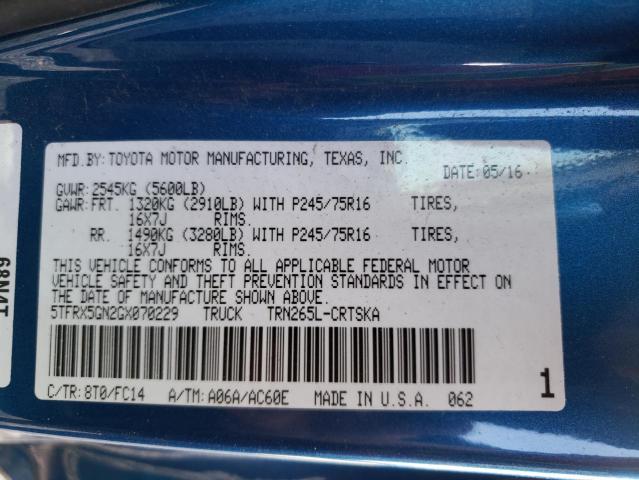 MFD.BY: TOYOTA MOTOR MANUFACTURING, TEXAS, INC.
DATE: 05/16
GVWR: 2545KG (5600LB)
GAWR: FRT. 1320KG (2910LB) WITH P245/75R16 TIRES,
16X7J RIMS.
RR. 1490KG (3280LB) WITH P245/75R16 TIRES,
16X7J RIMS.
THIS VEHICLE CONFORMS TO ALL APPLICABLE FEDERAL MOTOR
VEHICLE SAFETY AND THEFT PREVENTION STANDARDS IN EFFECT
ON THE DATE OF MANUFACTURE SHOWN ABOVE.
5TFRX5GN2GX070229 TRUCK TRN265L-CRTSKA
C/TR: 8T0/FC14 A/TM: A06A/AC60E MADE IN U.S.A. 062
1
68N4T